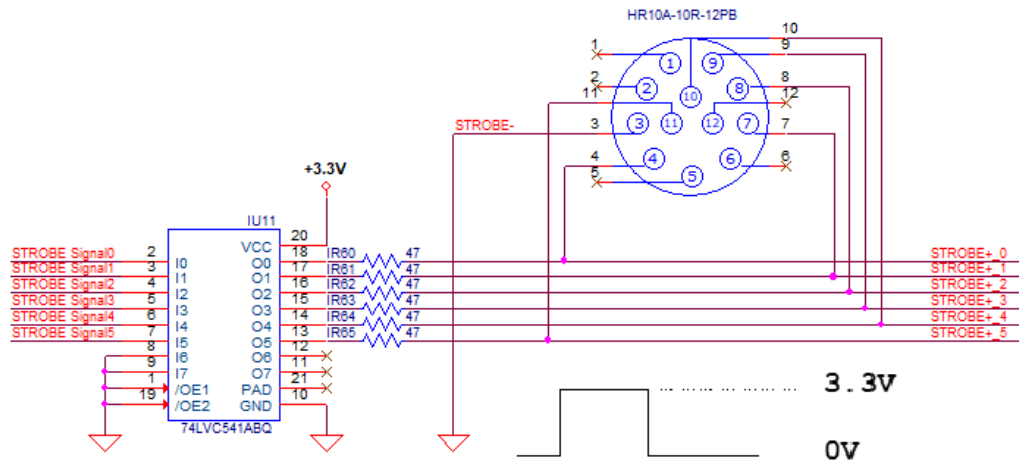 HR10A-10R-12PB
10
1
9
1
9
2
8
2
8
11
10
12
STROBE-
3
3
11
12
7
7
4
4
6
6
5
5
+3.3V
IU11
20
VCC
STROBE Signal0 2 I0 O0 18 IR60 47 STROBE+_0
STROBE Signal1 3 I1 O1 17 IR61 47 STROBE+_1
STROBE Signal2 4 I2 O2 16 IR62 47 STROBE+_2
STROBE Signal3 5 I3 O3 15 IR63 47 STROBE+_3
STROBE Signal4 6 I4 O4 14 IR64 47 STROBE+_4
STROBE Signal5 7 I5 O5 13 IR65 47 STROBE+_5
8 I6 O6 12
9 I7 O7 11
1 /OE1 PAD 21
19 /OE2 GND 10
74LVC541ABQ
3.3V
0V